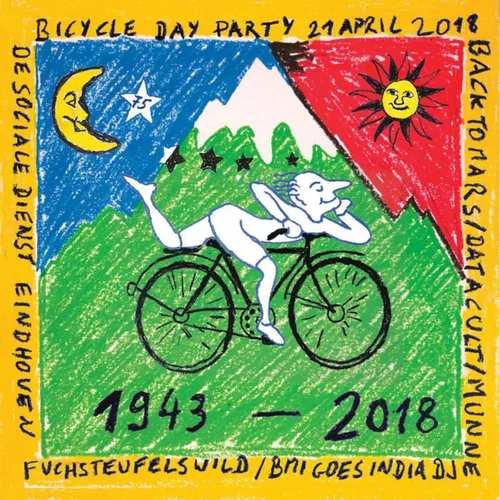 BICYCLE DAY PARTY 21 APRIL 2018
BACK TO MARS/DATACULT/MUNNE
DE SOCIALE DIENST EINDHOVEN
75
1943 - 2018
FUCHSTEUFELSWILD/BMI GOES INDIA DJ